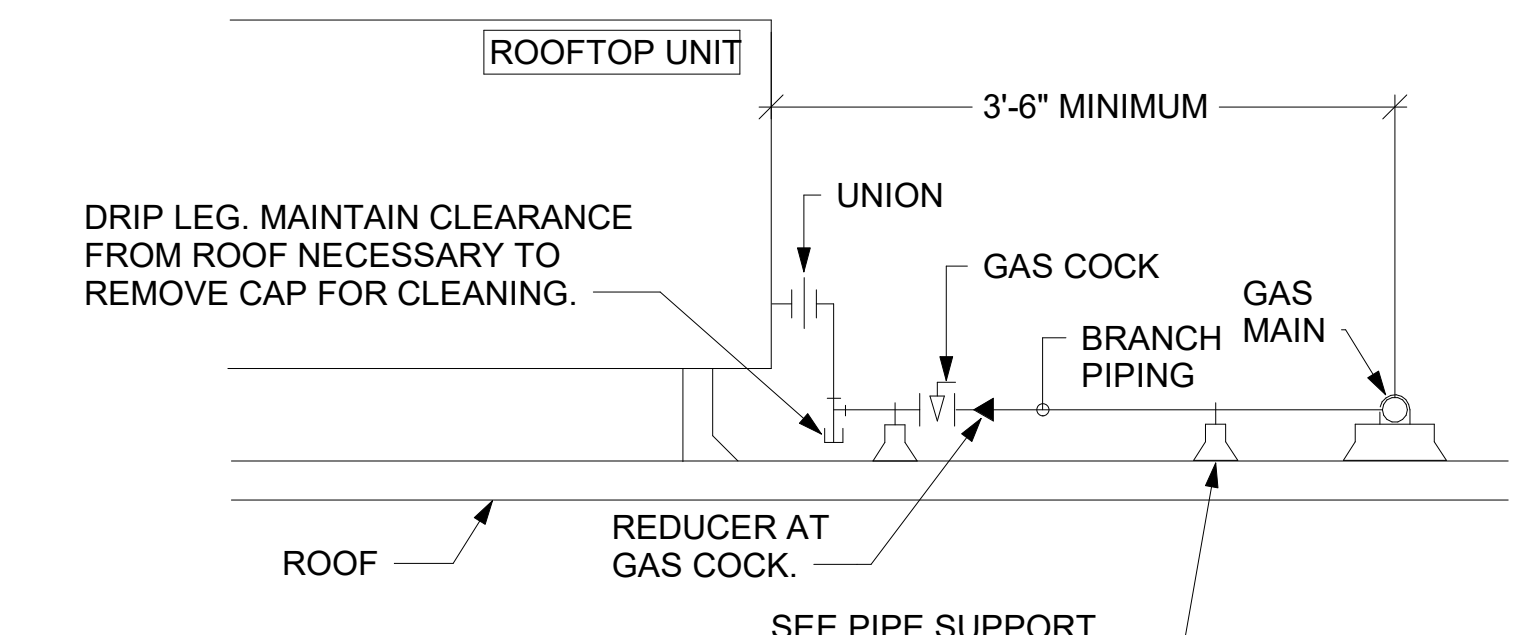 ROOFTOP UNIT
3'-6" MINIMUM
UNION
DRIP LEG. MAINTAIN CLEARANCE
FROM ROOF NECESSARY TO
REMOVE CAP FOR CLEANING.
GAS COCK
GAS
MAIN
BRANCH
PIPING
REDUCER AT
GAS COCK.
ROOF
SEE PIPE SUPPORT